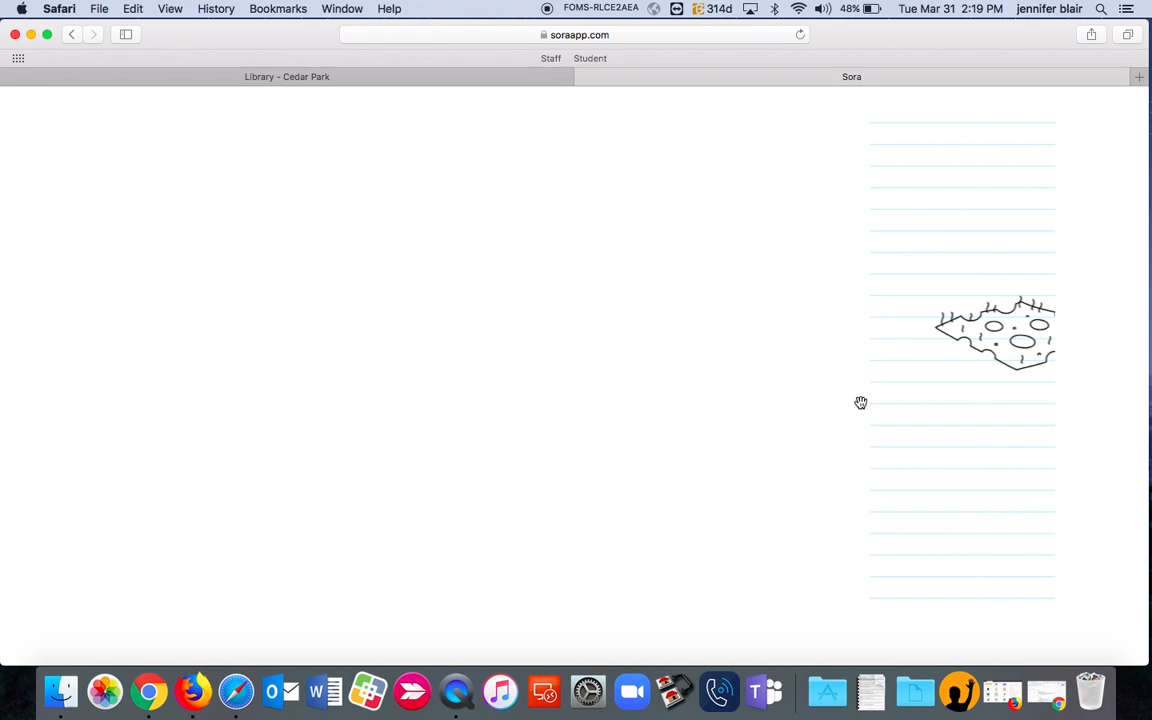 Safari File Edit View History Bookmarks Window Help FOMS-RLCE2AEA 314d 48% Tue Mar 31 2:19 PM jennifer blair
soraapp.com
Staff Student
Library - Cedar Park Sora